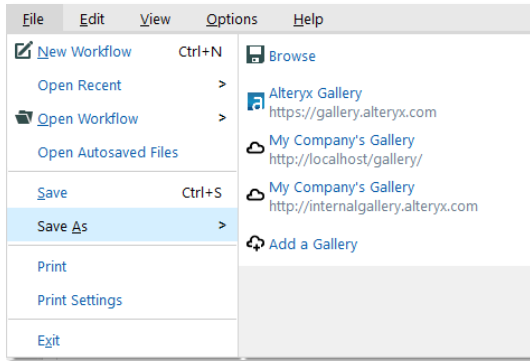 File Edit View Options Help
New Workflow Ctrl+N
Open Recent >
Open Workflow >
Open Autosaved Files
Save Ctrl+S
Save As >
Print
Print Settings
Exit
Browse
a
Alteryx Gallery
https://gallery.alteryx.com
My Company's Gallery
http://localhost/gallery/
My Company's Gallery
http://internalgallery.alteryx.com
Add a Gallery